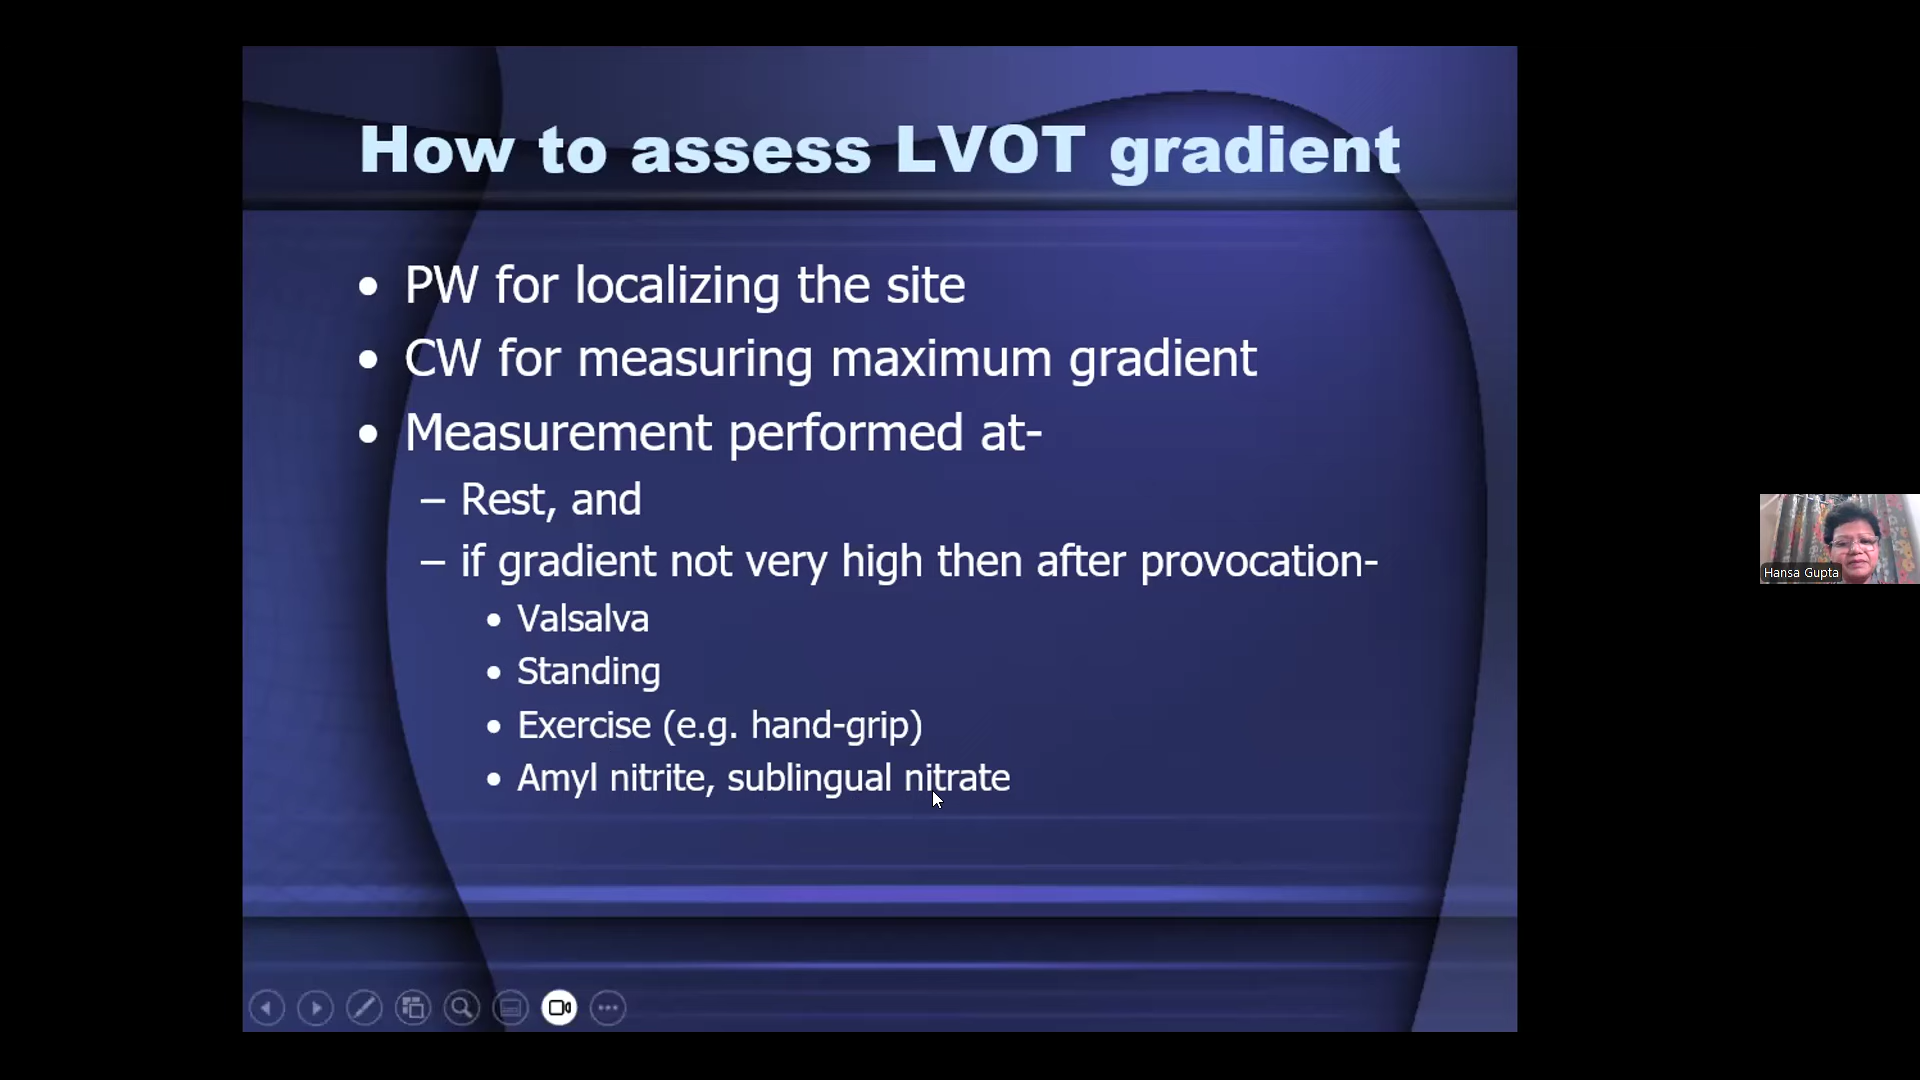 How to assess LVOT gradient
• PW for localizing the site
• CW for measuring maximum gradient
• Measurement performed at-
– Rest, and
– if gradient not very high then after provocation-
• Valsalva
• Standing
• Exercise (e.g. hand-grip)
• Amyl nitrite, sublingual nitrate
Hansa Gupta